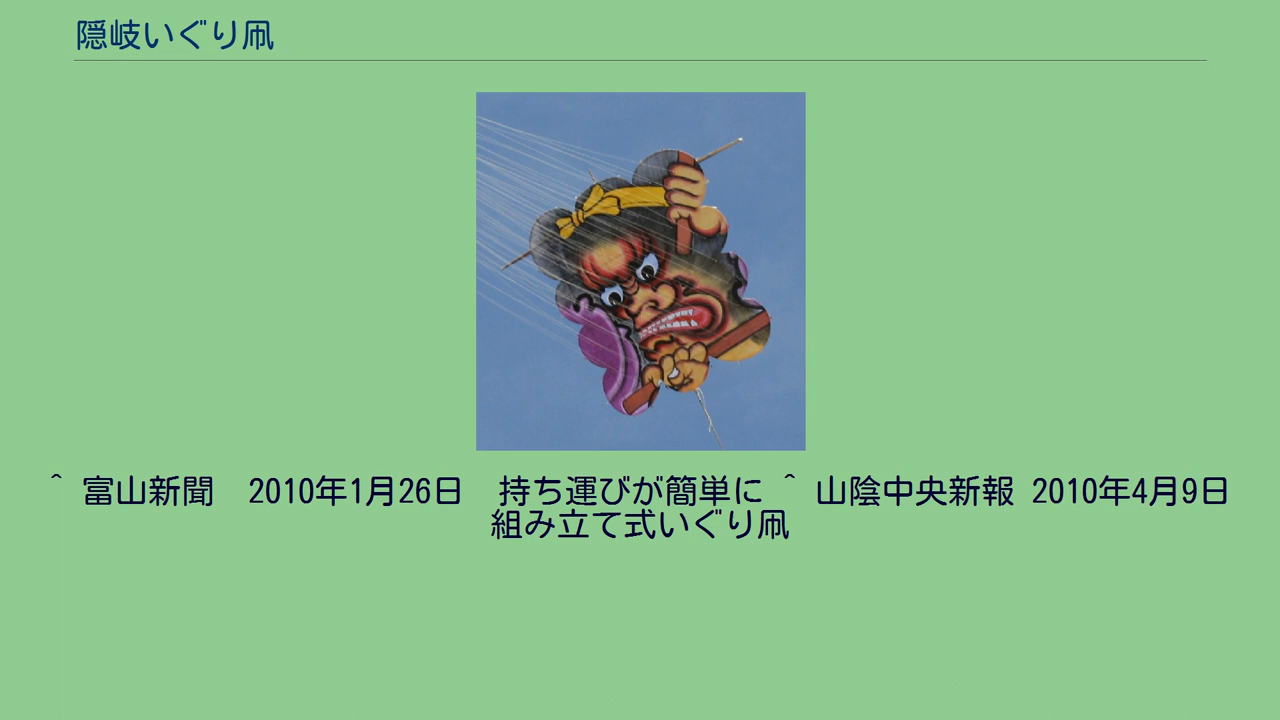 隠岐いぐり凧
^ 富山新聞　2010年1月26日　持ち運びが簡単に ^ 山陰中央新報 2010年4月9日
組み立て式いぐり凧